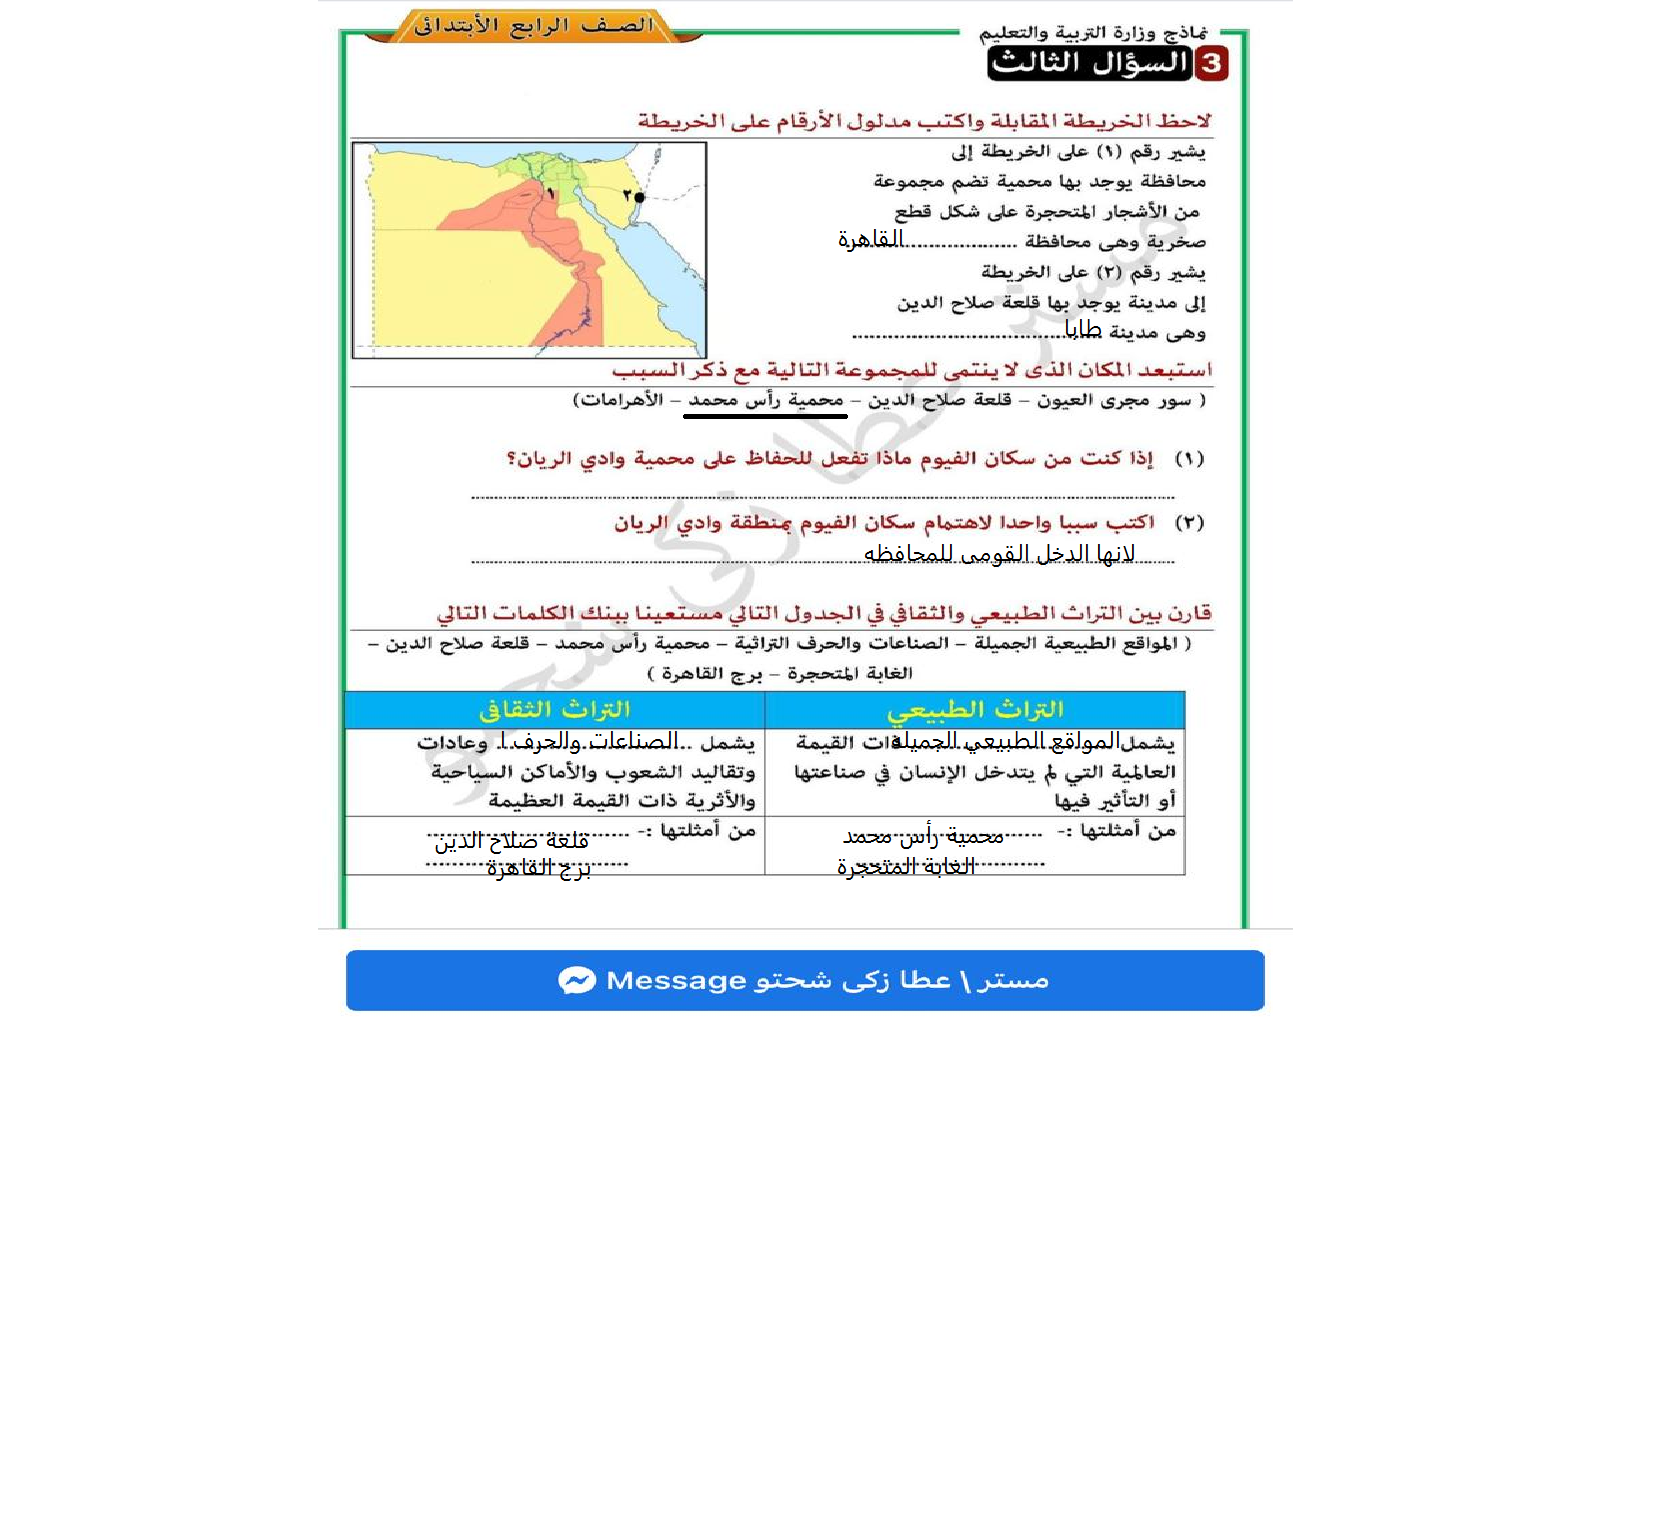 الصف الرابع الأبتدائى
نماذج وزارة التربية والتعليم
3 السؤال الثالث
لاحظ الخريطة المقابلة واكتب مدلول الأرقام على الخريطة
يشير رقم (١) على الخريطة إلى
محافظة يوجد بها محمية تضم مجموعة
من الأشجار المتحجرة على شكل قطع
صخرية وهى محافظة ........ القاهرة
يشير رقم (٢) على الخريطة
إلى مدينة يوجد بها قلعة صلاح الدين
وهى مدينة طابا ........
١
٢
استبعد المكان الذى لا ينتمى للمجموعة التالية مع ذكر السبب
( سور مجرى العيون – قلعة صلاح الدين – محمية رأس محمد – الأهرامات)
(١) إذا كنت من سكان الفيوم ماذا تفعل للحفاظ على محمية وادي الريان؟
(٢) اكتب سببا واحدا لاهتمام سكان الفيوم بمنطقة وادي الريان
لانها الدخل القومى للمحافظه
قارن بين التراث الطبيعي والثقافي في الجدول التالي مستعينا ببنك الكلمات التالي
( المواقع الطبيعية الجميلة – الصناعات والحرف التراثية – محمية رأس محمد – قلعة صلاح الدين –
الغابة المتحجرة – برج القاهرة )
التراث الطبيعي
التراث الثقافى
يشمل المواقع الطبيعي الجميلة ذات القيمة
العالمية التي لم يتدخل الإنسان في صناعتها
أو التأثير فيها
يشمل الصناعات والحرف ا وعادات
وتقاليد الشعوب والأماكن السياحية
والأثرية ذات القيمة العظيمة
من أمثلتها :- محمية رأس محمد
الغابة المتحجرة
من أمثلتها :- قلعة صلاح الدين
برج القاهرة
مستر \ عطا زكى شحتو Message
مستر عطا زكى شحتو